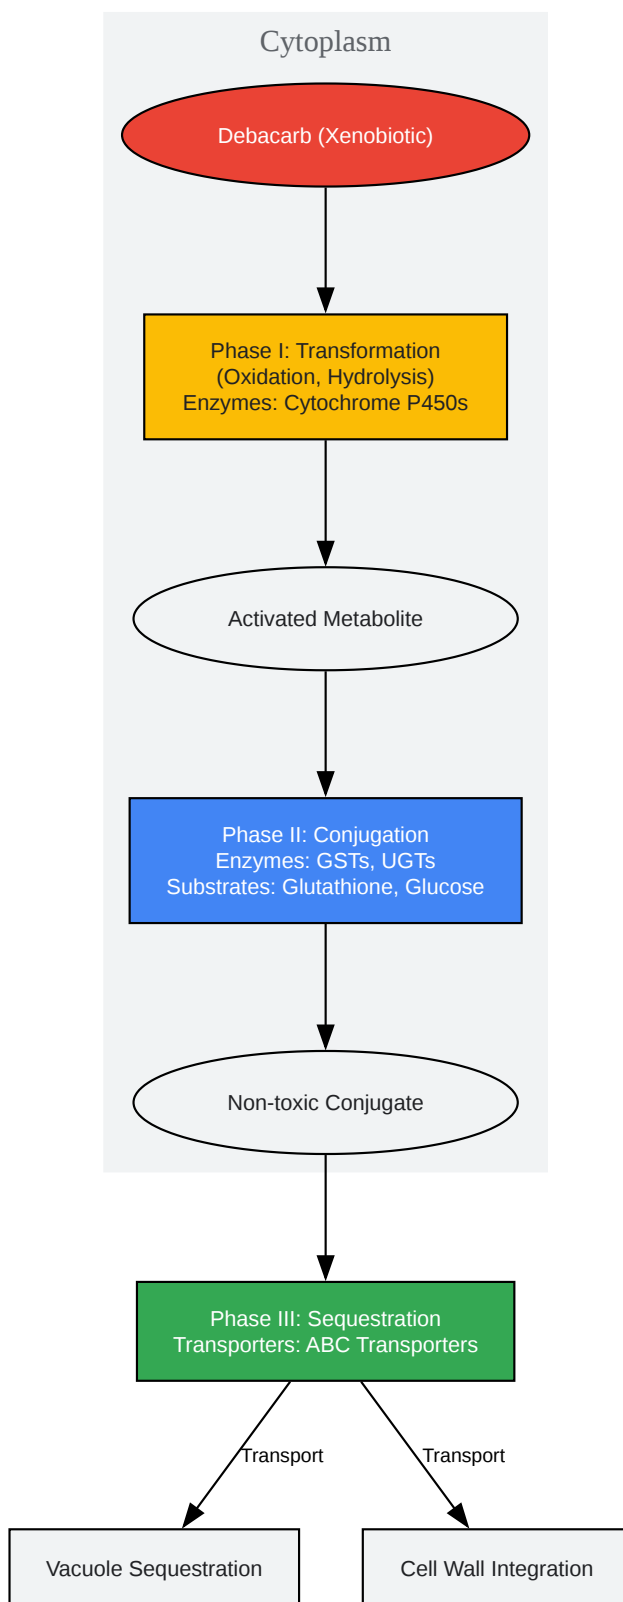 Cytoplasm
Debacarb (Xenobiotic)
Phase I: Transformation
(Oxidation, Hydrolysis)
Enzymes: Cytochrome P450s
Activated Metabolite
Phase II: Conjugation
Enzymes: GSTs, UGTs
Substrates: Glutathione, Glucose
Non-toxic Conjugate
Phase III: Sequestration
Transporters: ABC Transporters
Transport
Transport
Vacuole Sequestration
Cell Wall Integration